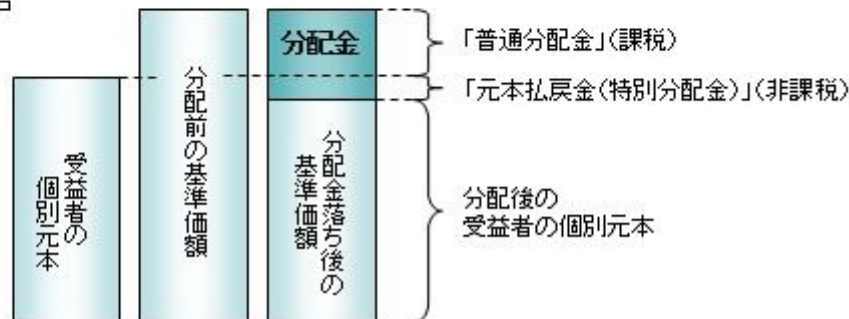 受益者の
個別元本
分配前の基準価額
分配金
分配金落ち後の
基準価額
「普通分配金」(課税)
「元本払戻金(特別分配金)」(非課税)
分配後の
受益者の個別元本